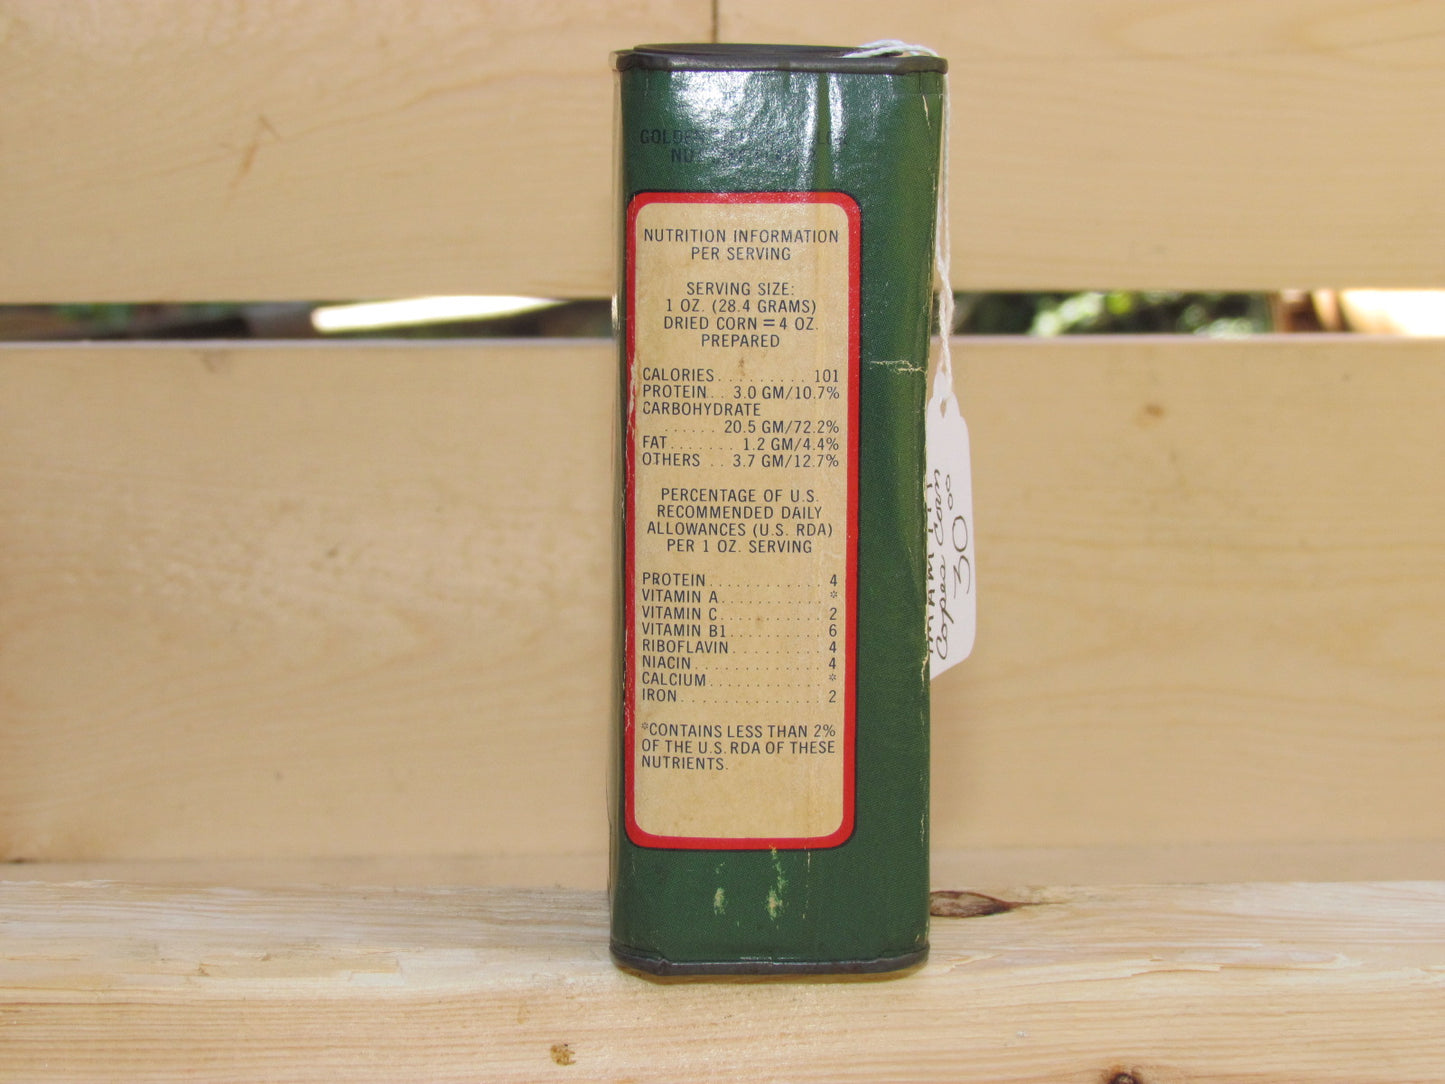 GOLDEN
NU
NUTRITION INFORMATION
PER SERVING
SERVING SIZE:
1 OZ. (28.4 GRAMS)
DRIED CORN = 4 OZ.
PREPARED
CALORIES.......... 101
PROTEIN.. 3.0 GM/10.7%
CARBOHYDRATE
...... 20.5 GM/72.2%
FAT....... 1.2 GM/4.4%
OTHERS .. 3.7 GM/12.7%
PERCENTAGE OF U.S.
RECOMMENDED DAILY
ALLOWANCES (U.S. RDA)
PER 1 OZ. SERVING
PROTEIN............ 4
VITAMIN A........... *
VITAMIN C........... 2
VITAMIN B1.......... 6
RIBOFLAVIN.......... 4
NIACIN.............. 4
CALCIUM............ *
IRON............... 2
*CONTAINS LESS THAN 2%
OF THE U.S. RDA OF THESE
NUTRIENTS.
Copes Corn